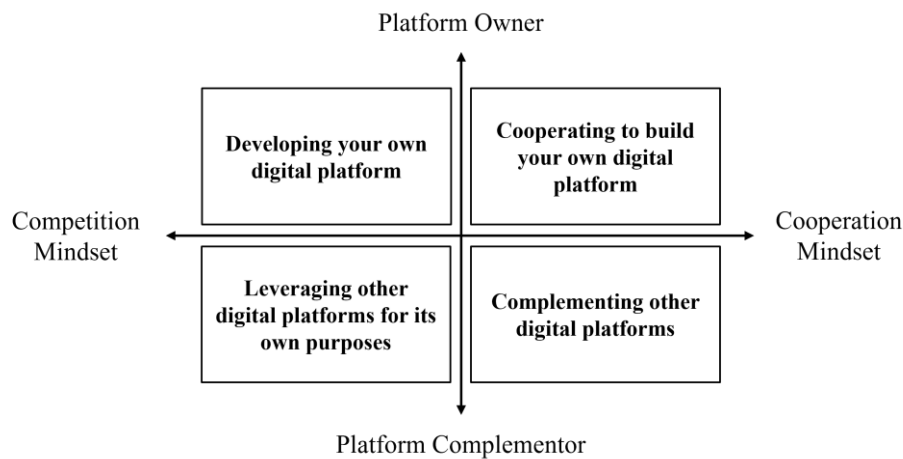 Platform Owner
Developing your own
digital platform
Cooperating to build
your own digital
platform
Competition
Mindset
Cooperation
Mindset
Leveraging other
digital platforms for its
own purposes
Complementing other
digital platforms
Platform Complementor